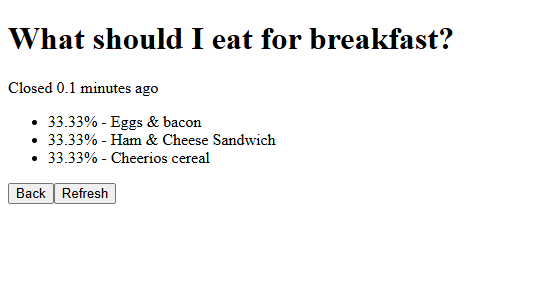 What should I eat for breakfast?
Closed 0.1 minutes ago
• 33.33% - Eggs & bacon
• 33.33% - Ham & Cheese Sandwich
• 33.33% - Cheerios cereal
Back Refresh